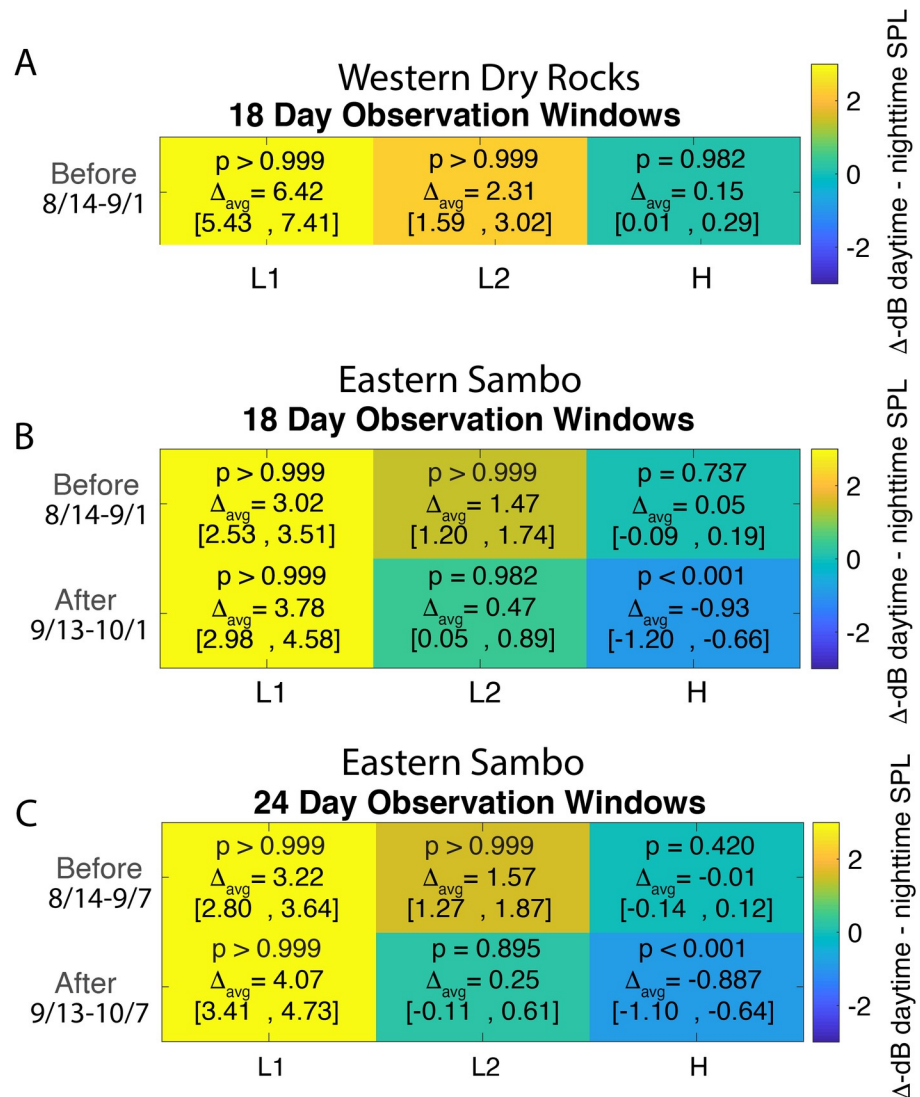 A
Western Dry Rocks
18 Day Observation Windows
Before
8/14-9/1
p > 0.999
Δavg= 6.42
[5.43 , 7.41]
p > 0.999
Δavg= 2.31
[1.59 , 3.02]
p = 0.982
Δavg= 0.15
[0.01 , 0.29]
L1
L2
H
2
0
-2
Δ-dB daytime - nighttime SPL
Eastern Sambo
B
18 Day Observation Windows
Before
8/14-9/1
p > 0.999
Δavg= 3.02
[2.53 , 3.51]
p > 0.999
Δavg= 1.47
[1.20 , 1.74]
p = 0.737
Δavg= 0.05
[-0.09 , 0.19]
After
9/13-10/1
p > 0.999
Δavg= 3.78
[2.98 , 4.58]
p = 0.982
Δavg= 0.47
[0.05 , 0.89]
p < 0.001
Δavg= -0.93
[-1.20 , -0.66]
L1
L2
H
2
0
-2
Δ-dB daytime - nighttime SPL
Eastern Sambo
C
24 Day Observation Windows
Before
8/14-9/7
p > 0.999
Δavg= 3.22
[2.80 , 3.64]
p > 0.999
Δavg= 1.57
[1.27 , 1.87]
p = 0.420
Δavg= -0.01
[-0.14 , 0.12]
After
9/13-10/7
p > 0.999
Δavg= 4.07
[3.41 , 4.73]
p = 0.895
Δavg= 0.25
[-0.11 , 0.61]
p < 0.001
Δavg= -0.887
[-1.10 , -0.64]
L1
L2
H
2
0
-2
Δ-dB daytime - nighttime SPL